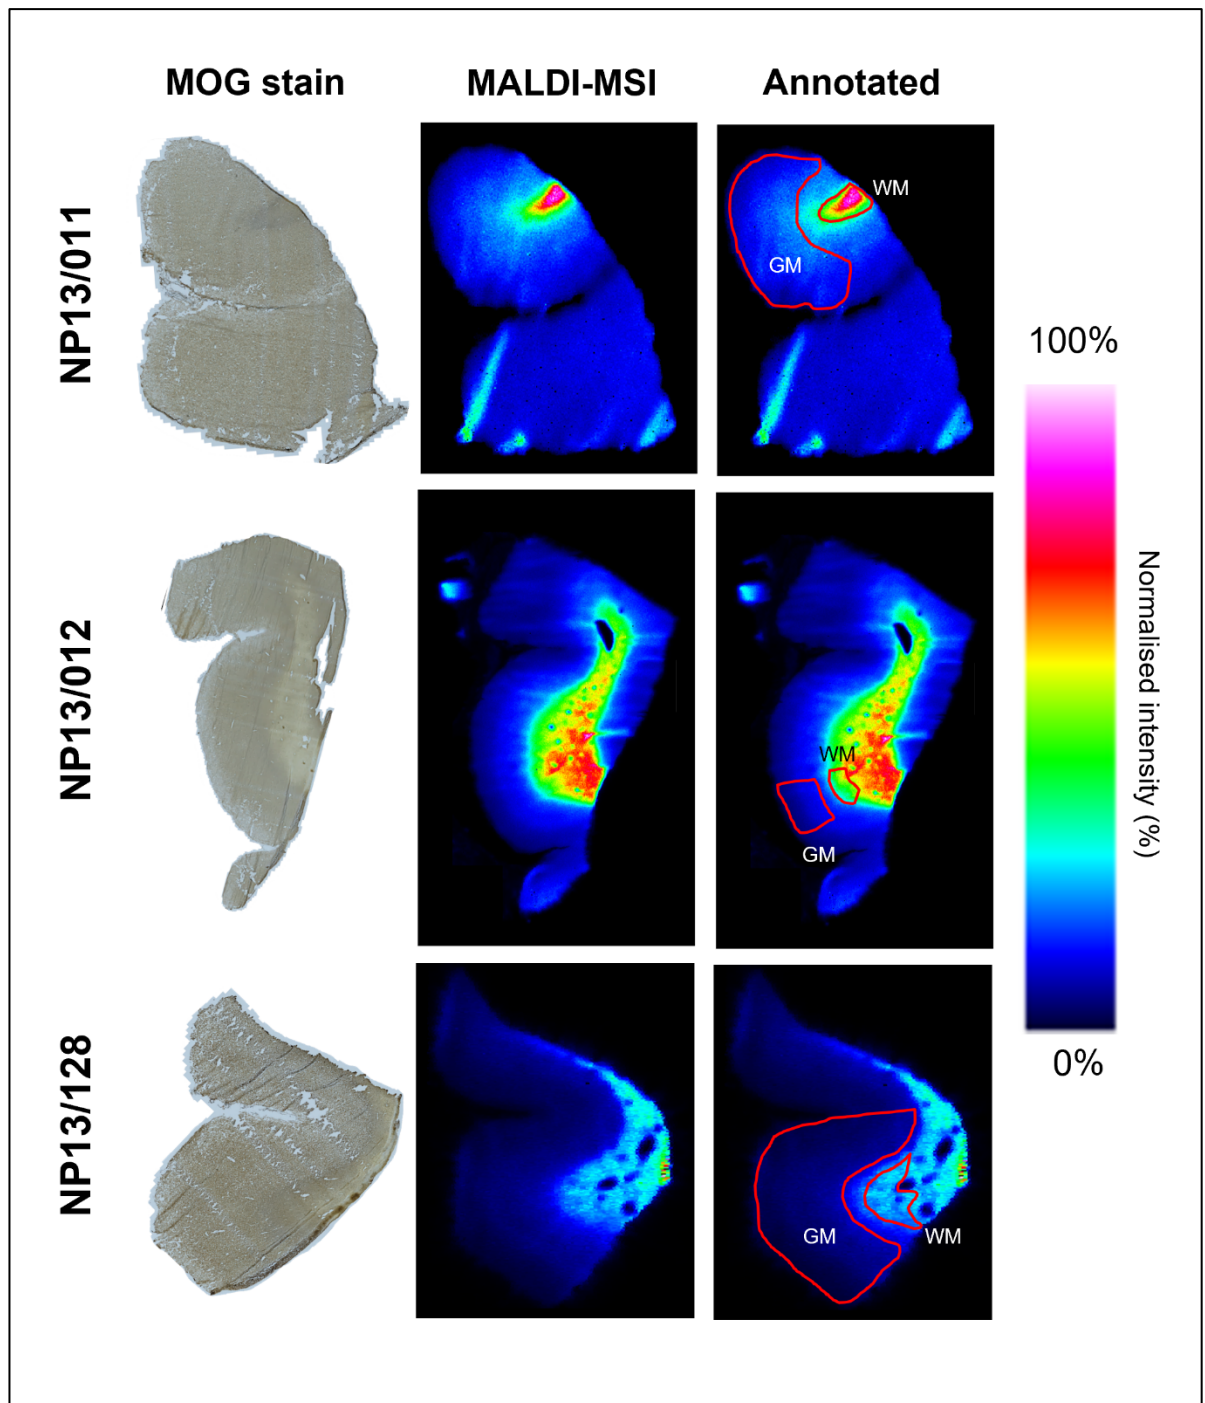 MOG stain
MALDI-MSI
Annotated
NP13/011
WM
GM
100%
Normalised intensity (%)
0%
NP13/012
WM
GM
NP13/128
GM
WM